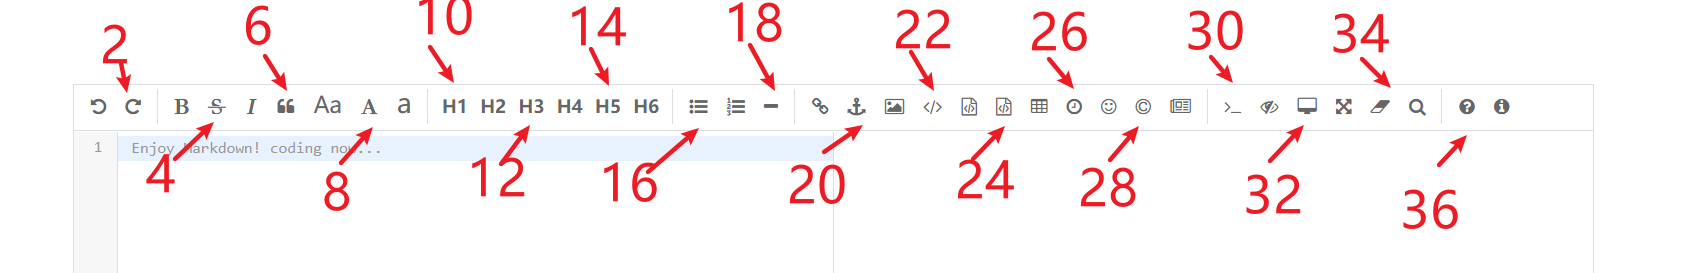 2 6 10 14 18 22 26 30 34
B S I Aa A a H1 H2 H3 H4 H5 H6
1 Enjoy Markdown! coding now...
4 8 12 16 20 24 28 32 36